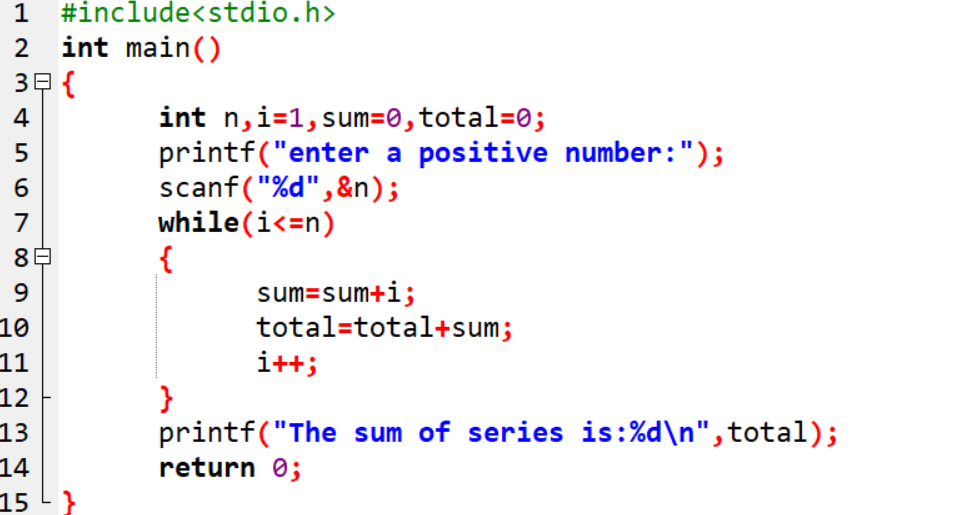 1 #include<stdio.h>
2 int main()
3 {
4 int n,i=1,sum=0,total=0;
5 printf("enter a positive number:");
6 scanf("%d",&n);
7 while(i<=n)
8 {
9 sum=sum+i;
10 total=total+sum;
11 i++;
12 }
13 printf("The sum of series is:%d\n",total);
14 return 0;
15 }